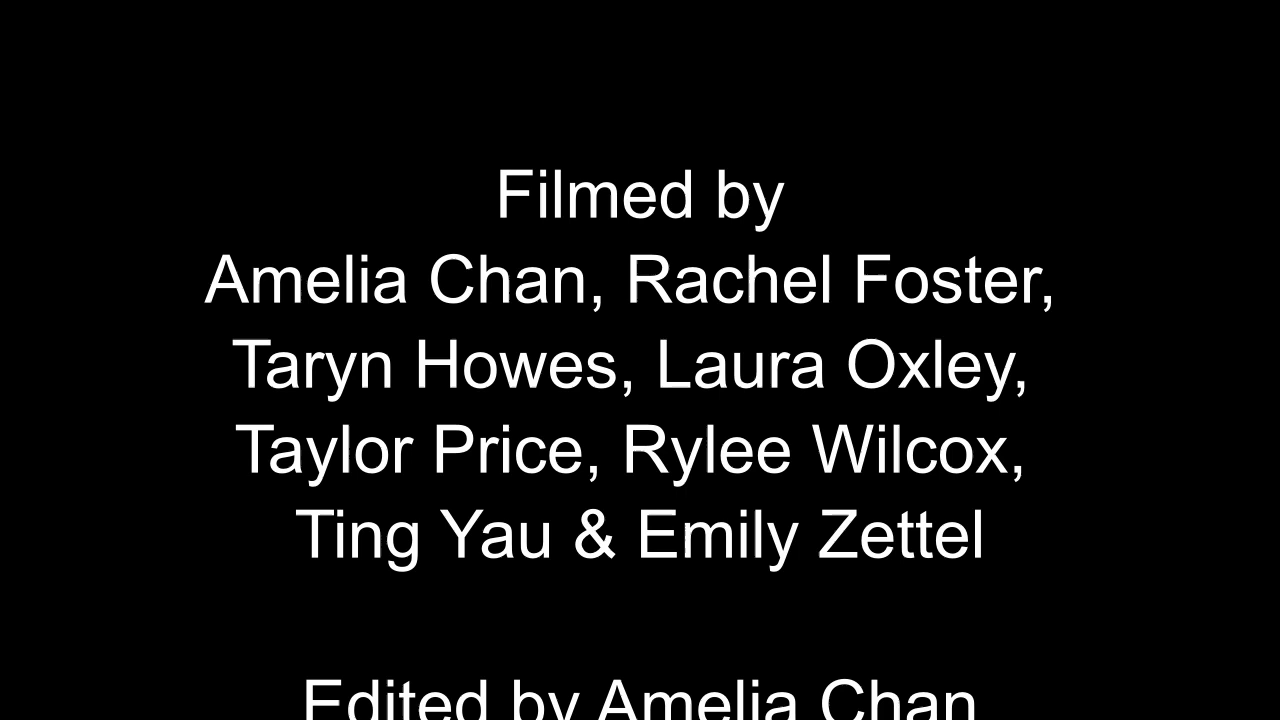 Filmed by
Amelia Chan, Rachel Foster,
Taryn Howes, Laura Oxley,
Taylor Price, Rylee Wilcox,
Ting Yau & Emily Zettel
Edited by Amelia Chan